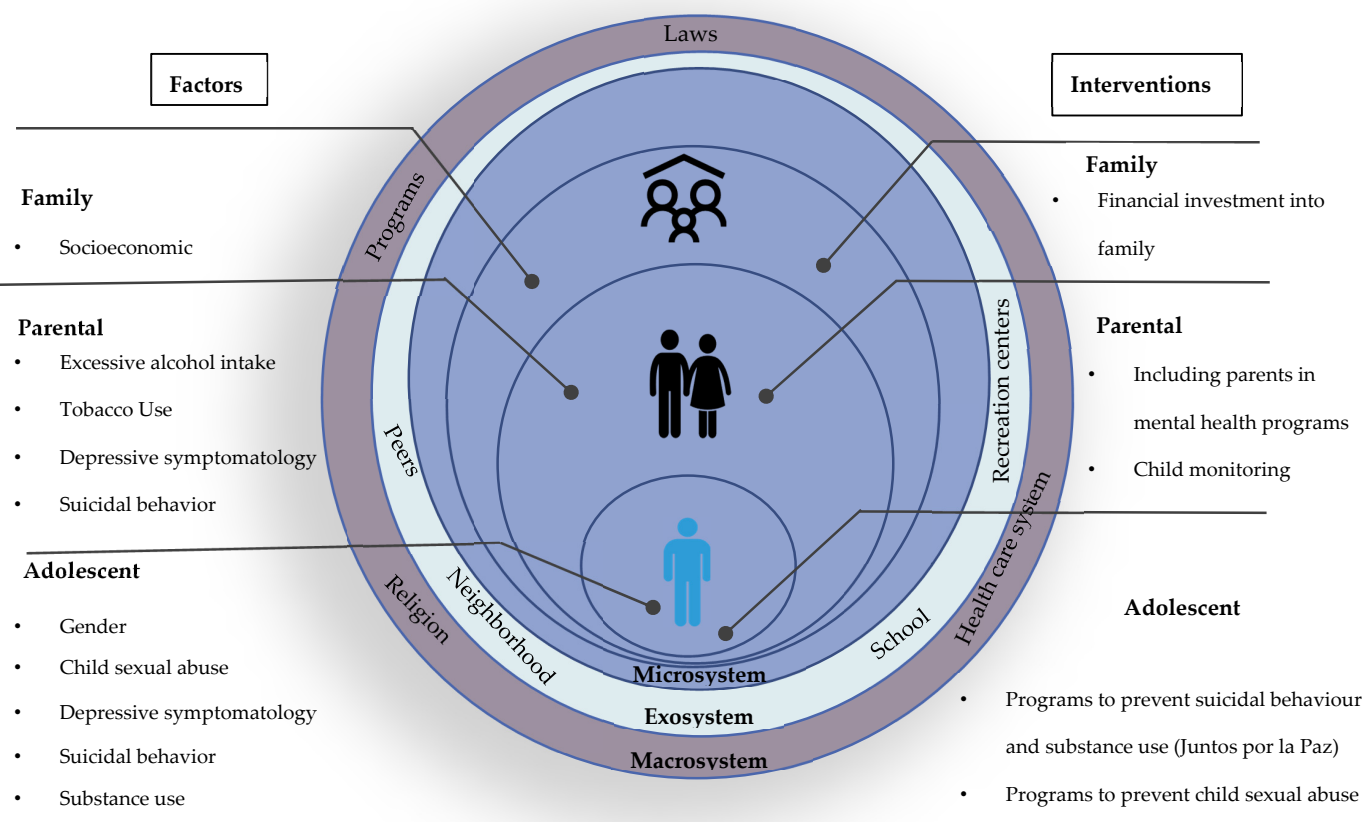 Factors
Family
• Socioeconomic
Parental
• Excessive alcohol intake
• Tobacco Use
• Depressive symptomatology
• Suicidal behavior
Adolescent
• Gender
• Child sexual abuse
• Depressive symptomatology
• Suicidal behavior
• Substance use
Laws
Programs
Religion
Health care system
Macrosystem
Peers
Neighborhood
School
Recreation centers
Exosystem
Microsystem
Interventions
Family
• Financial investment into
family
Parental
• Including parents in
mental health programs
• Child monitoring
Adolescent
• Programs to prevent suicidal behaviour
and substance use (Juntos por la Paz)
• Programs to prevent child sexual abuse